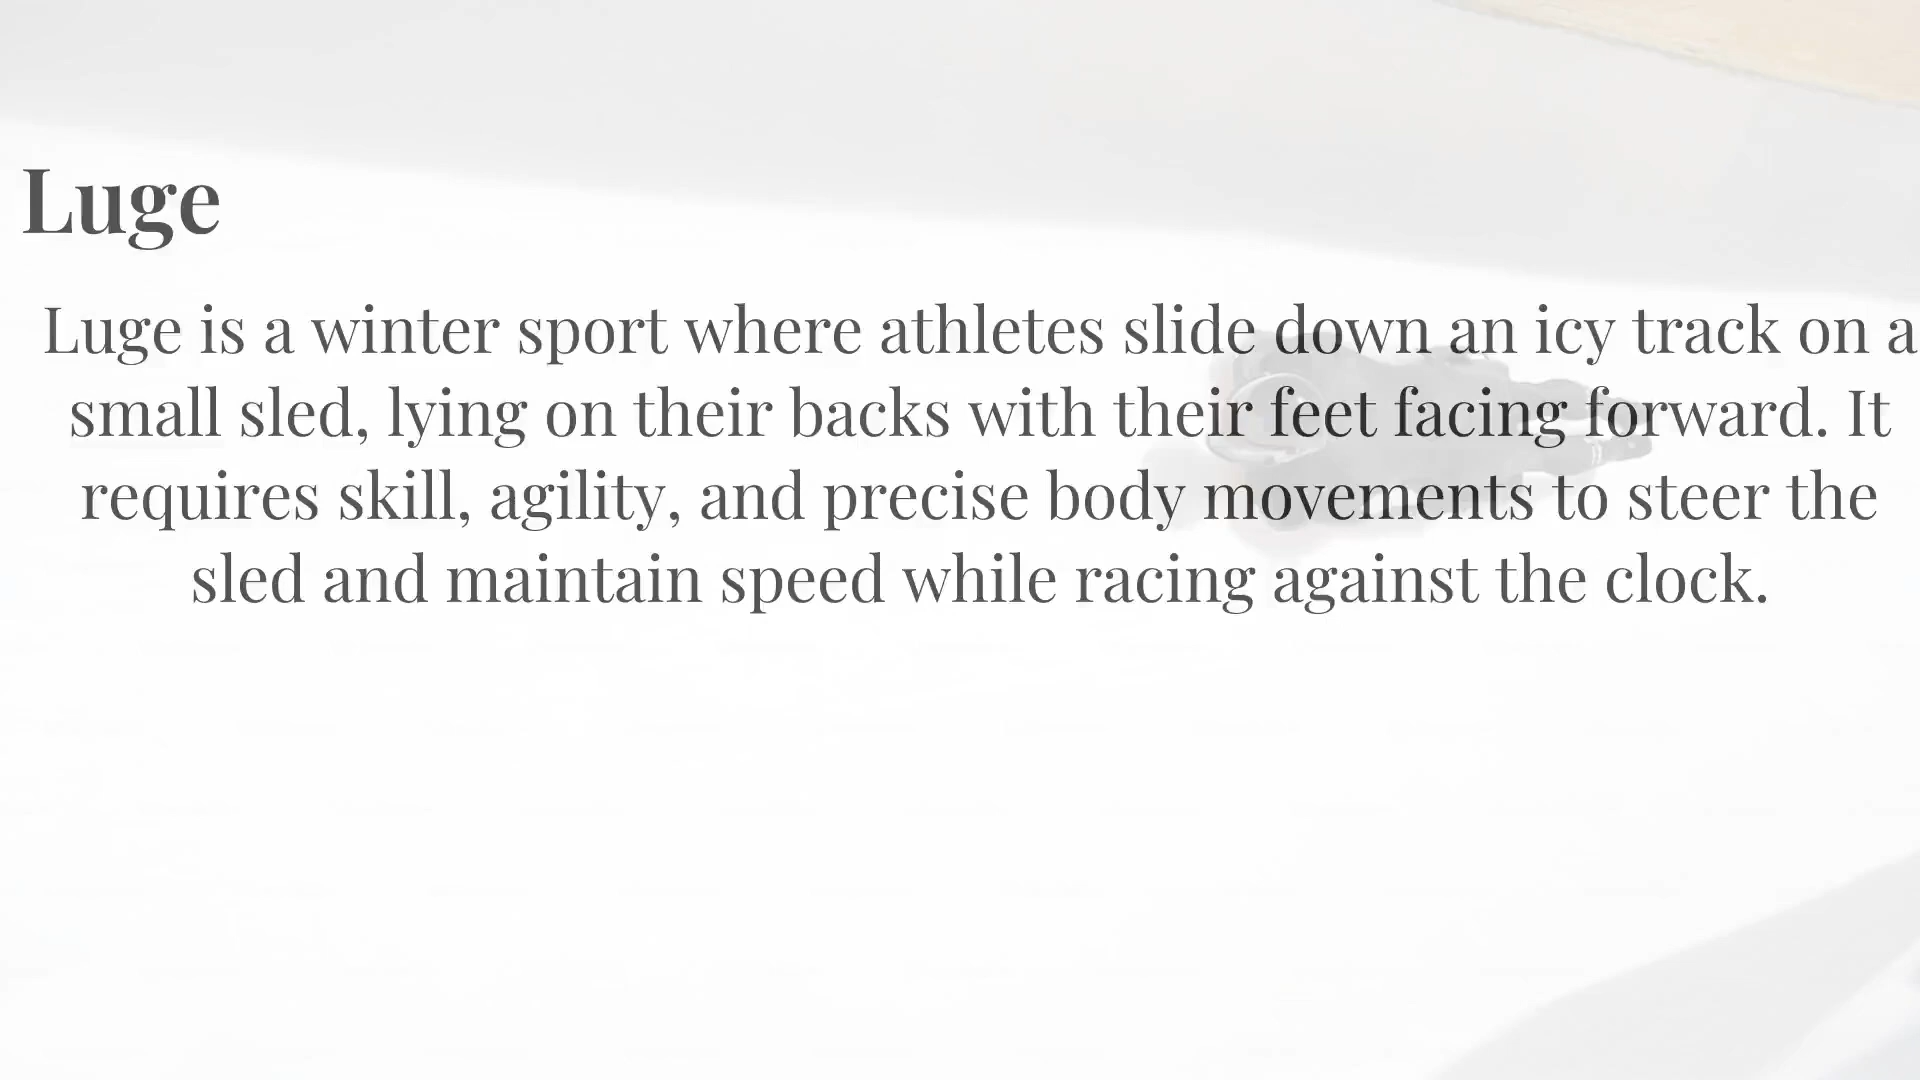 Luge
Luge is a winter sport where athletes slide down an icy track on a
small sled, lying on their backs with their feet facing forward. It
requires skill, agility, and precise body movements to steer the
sled and maintain speed while racing against the clock.